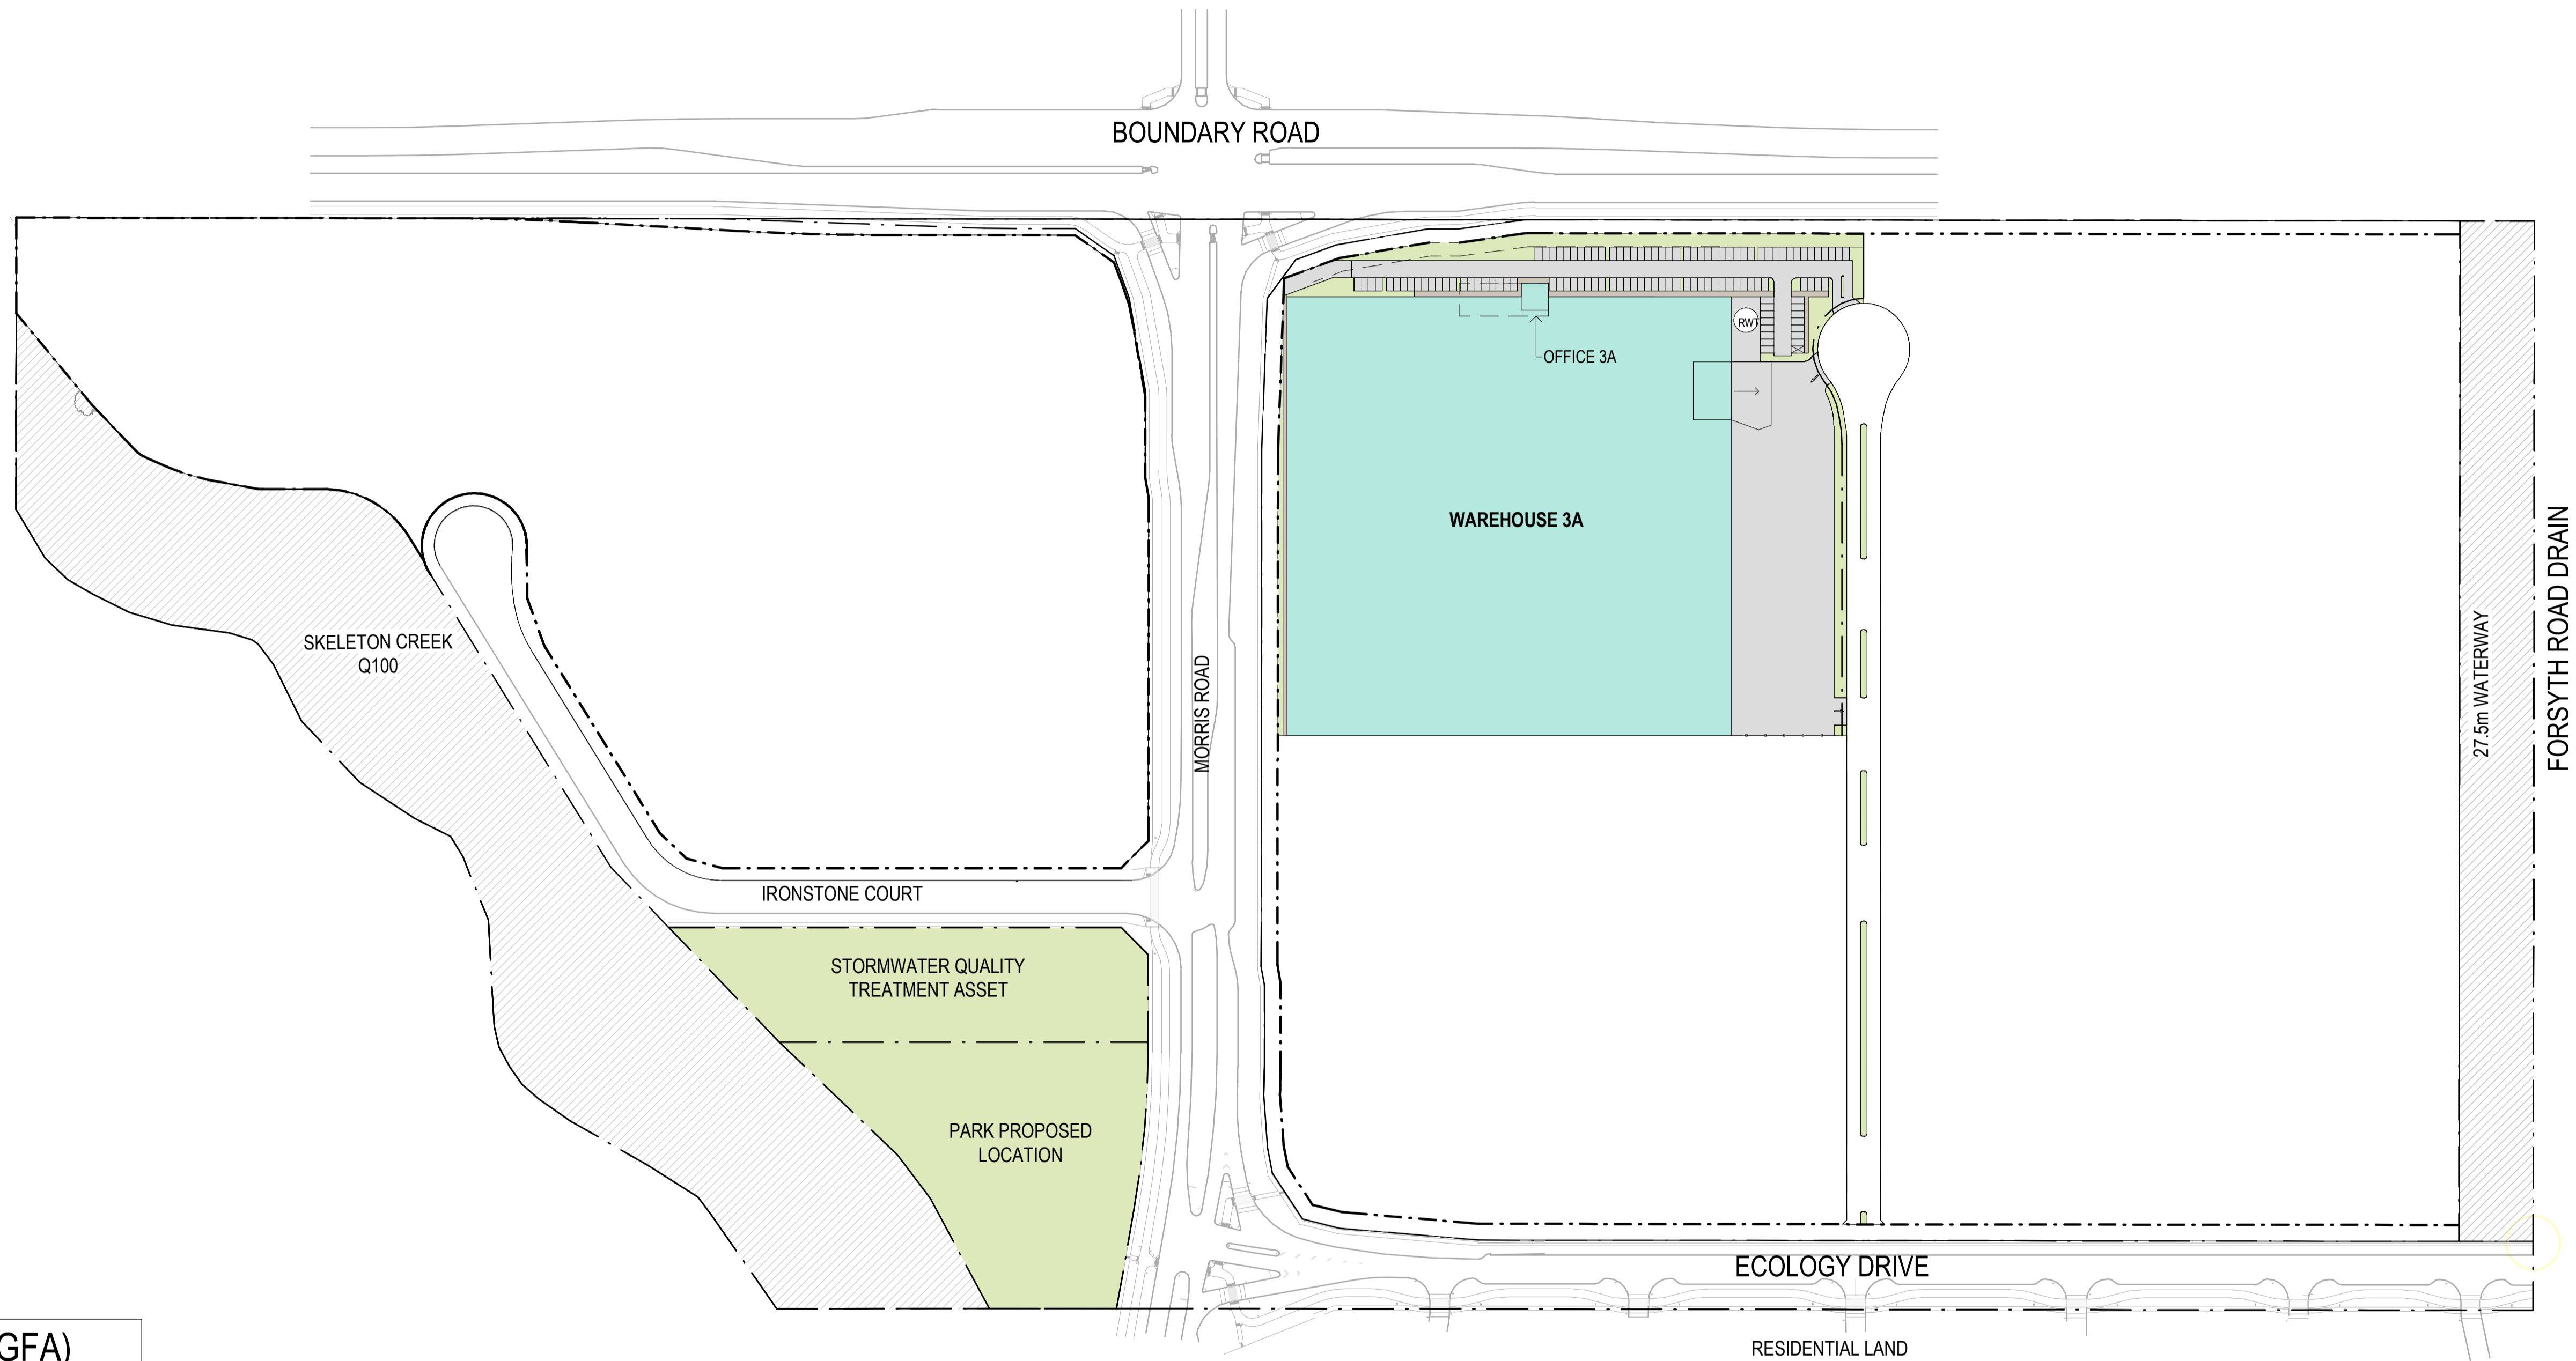 BOUNDARY ROAD
RWT
OFFICE 3A
WAREHOUSE 3A
SKELETON CREEK
Q100
MORRIS ROAD
27.5m WATERWAY
FORSYTH ROAD DRAIN
IRONSTONE COURT
STORMWATER QUALITY
TREATMENT ASSET
PARK PROPOSED
LOCATION
ECOLOGY DRIVE
RESIDENTIAL LAND
GFA)